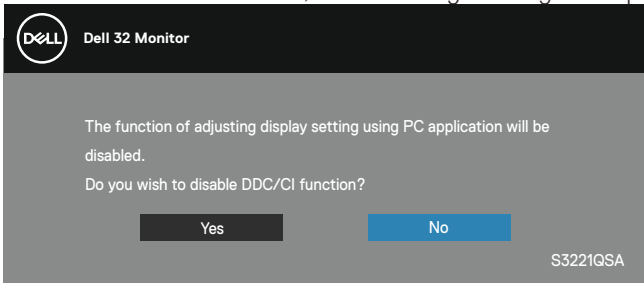 DELL
Dell 32 Monitor
The function of adjusting display setting using PC application will be
disabled.
Do you wish to disable DDC/CI function?
Yes
No
S3221QSA